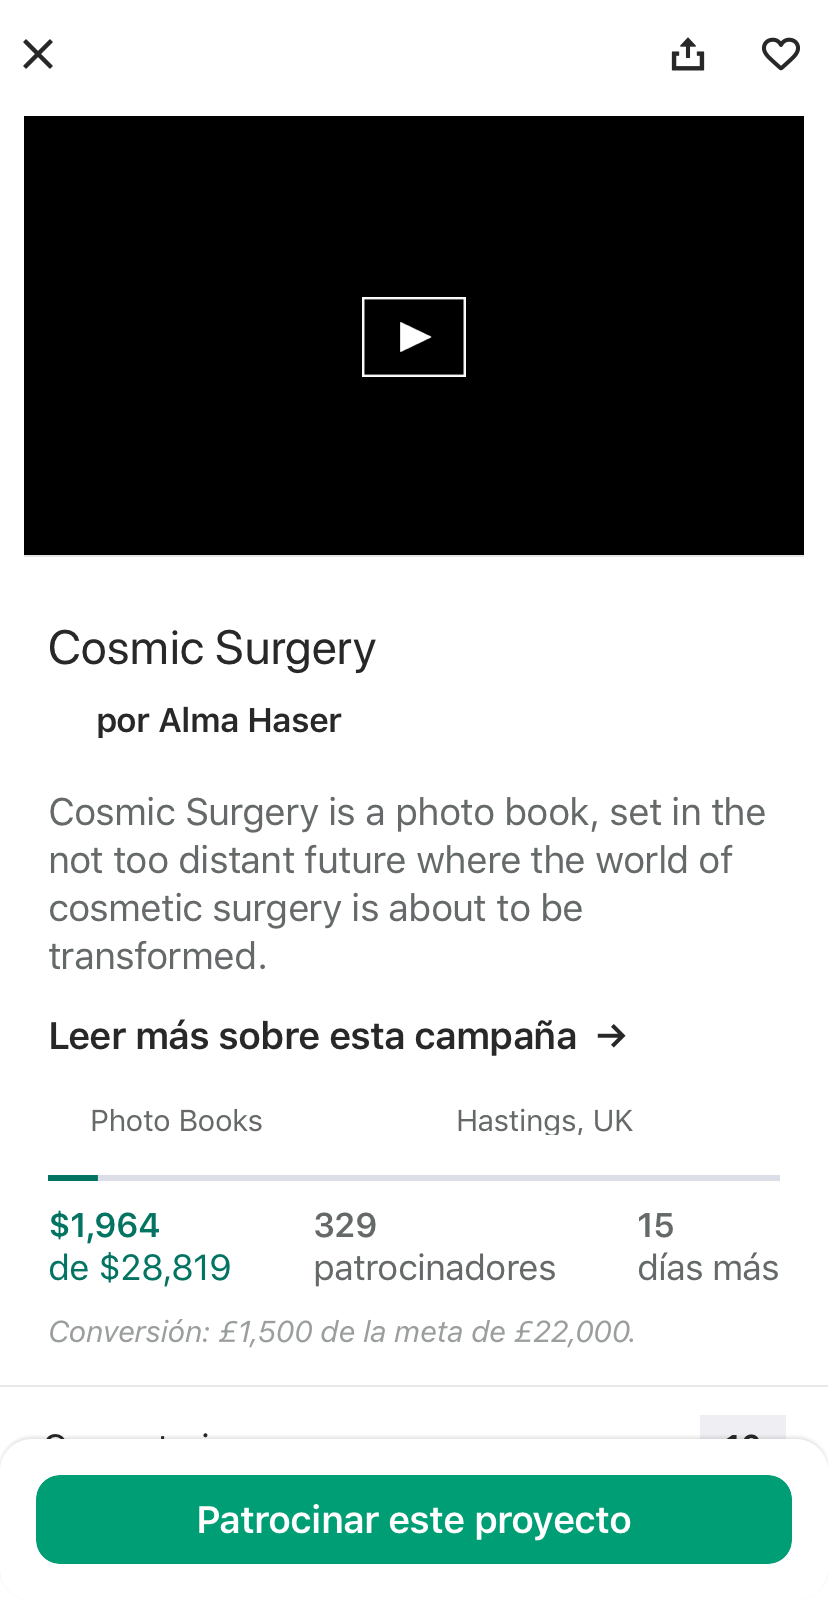 Cosmic Surgery
por Alma Haser
Cosmic Surgery is a photo book, set in the
not too distant future where the world of
cosmetic surgery is about to be
transformed.
Leer más sobre esta campaña →
Photo Books
Hastings, UK
$1,964
de $28,819
329
patrocinadores
15
días más
Conversión: £1,500 de la meta de £22,000.
Patrocinar este proyecto